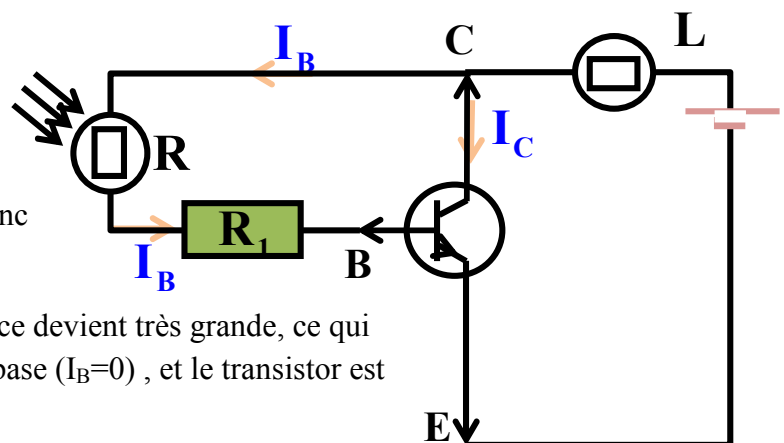 I_B
C
L
R
I_C
nc
R_1
B
I_B
ce devient très grande, ce qui
base (I_B=0) , et le transistor est
E